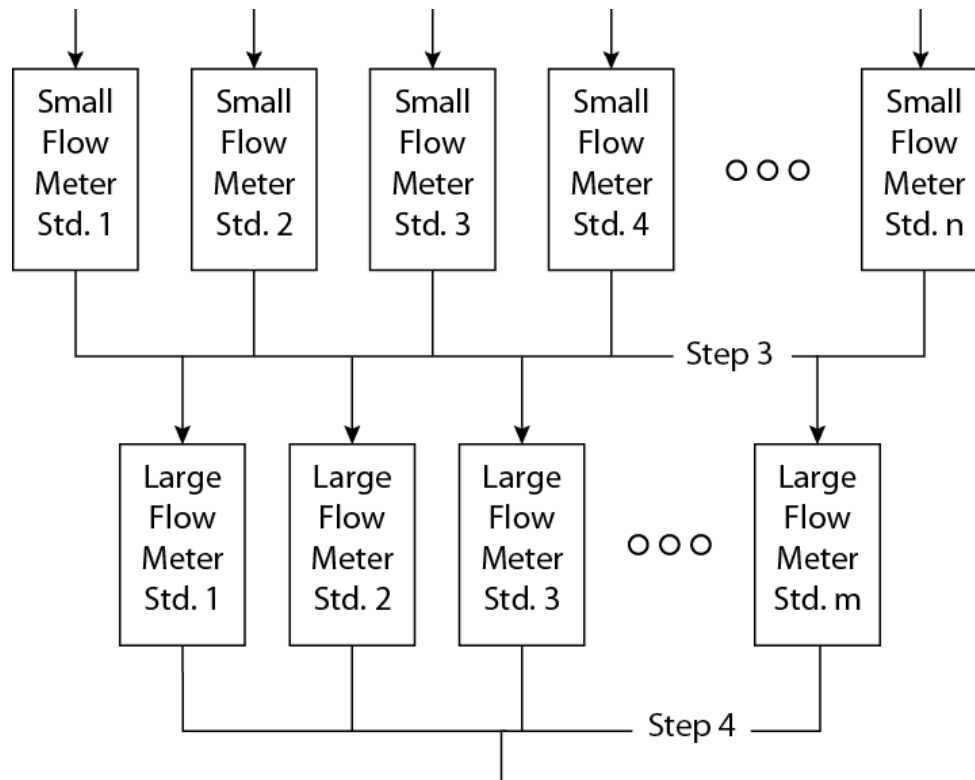 Small
Flow
Meter
Std. 1
Small
Flow
Meter
Std. 2
Small
Flow
Meter
Std. 3
Small
Flow
Meter
Std. 4
Small
Flow
Meter
Std. n
Step 3
Large
Flow
Meter
Std. 1
Large
Flow
Meter
Std. 2
Large
Flow
Meter
Std. 3
Large
Flow
Meter
Std. m
Step 4